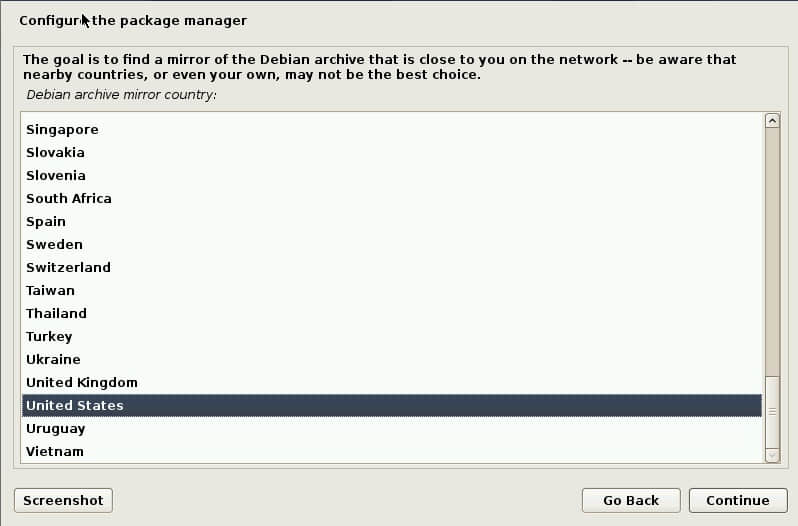 Configure the package manager
The goal is to find a mirror of the Debian archive that is close to you on the network -- be aware that
nearby countries, or even your own, may not be the best choice.
Debian archive mirror country:
Singapore
Slovakia
Slovenia
South Africa
Spain
Sweden
Switzerland
Taiwan
Thailand
Turkey
Ukraine
United Kingdom
United States
Uruguay
Vietnam
Screenshot
Go Back
Continue